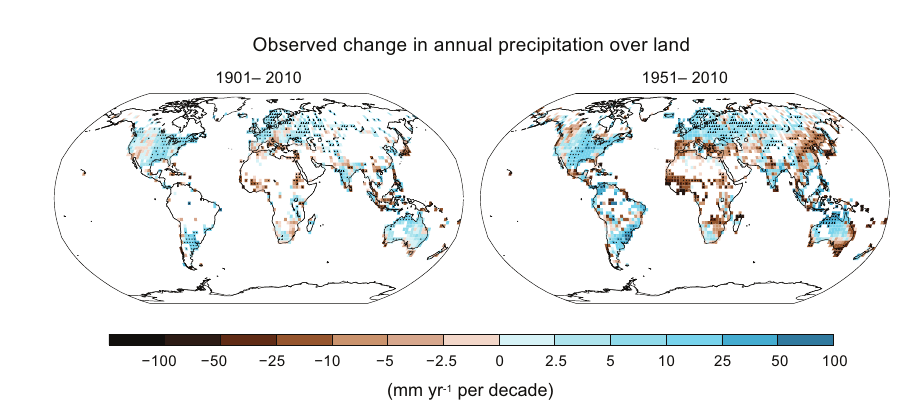 Observed change in annual precipitation over land
1901– 2010
1951– 2010
−100 −50 −25 −10 −5 −2.5 0 2.5 5 10 25 50 100
(mm yr-1 per decade)